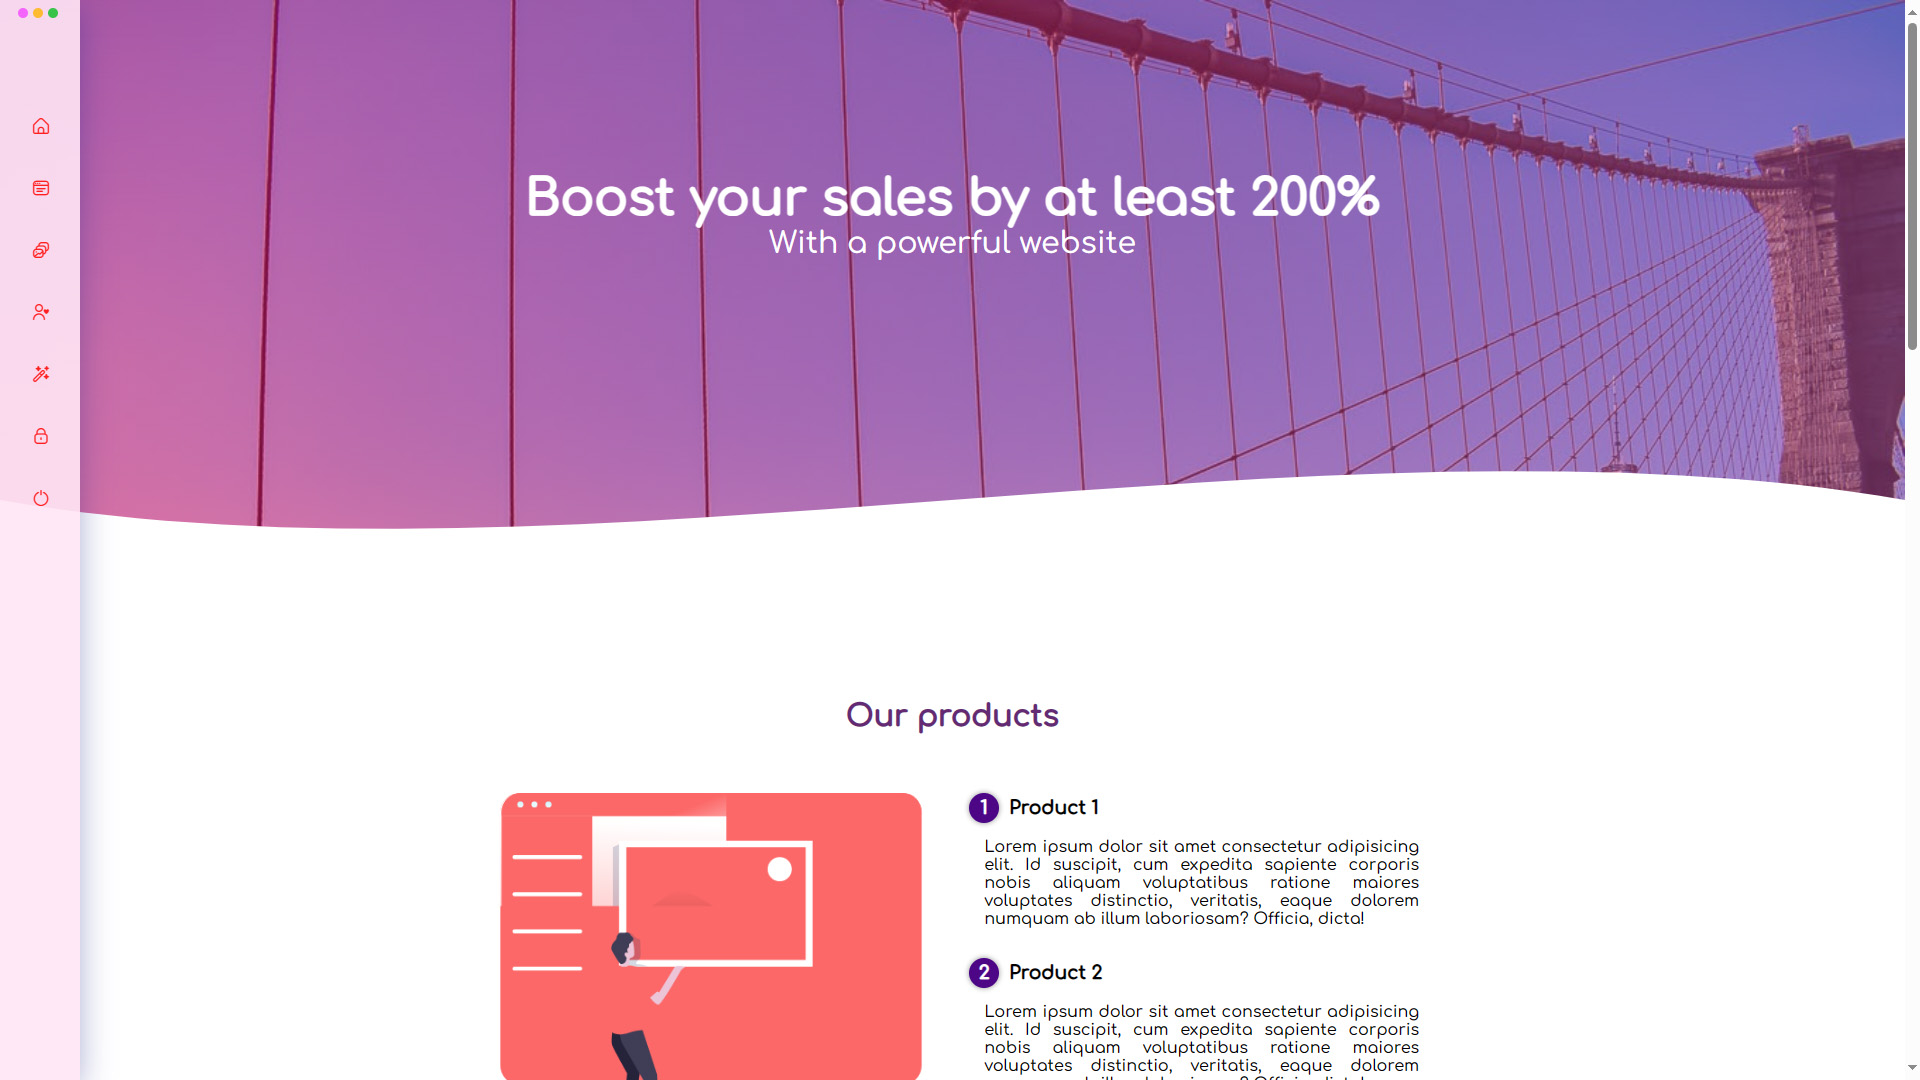 Boost your sales by at least 200%
With a powerful website
Our products
1 Product 1
Lorem ipsum dolor sit amet consectetur adipisicing
elit. Id suscipit, cum expedita sapiente corporis
nobis aliquam voluptatibus ratione maiores
voluptates distinctio, veritatis, eaque dolorem
numquam ab illum laboriosam? Officia, dicta!
2 Product 2
Lorem ipsum dolor sit amet consectetur adipisicing
elit. Id suscipit, cum expedita sapiente corporis
nobis aliquam voluptatibus ratione maiores
voluptates distinctio, veritatis, eaque dolorem